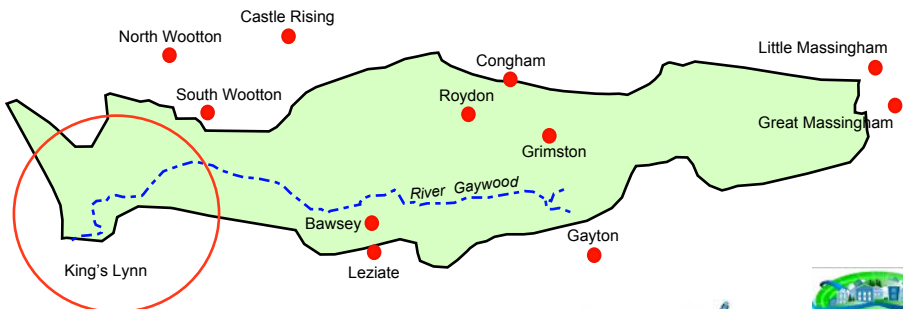 Castle Rising
North Wootton
Congham
Little Massingham
South Wootton
Roydon
Great Massingham
Grimston
River Gaywood
Bawsey
Gayton
King's Lynn
Leziate